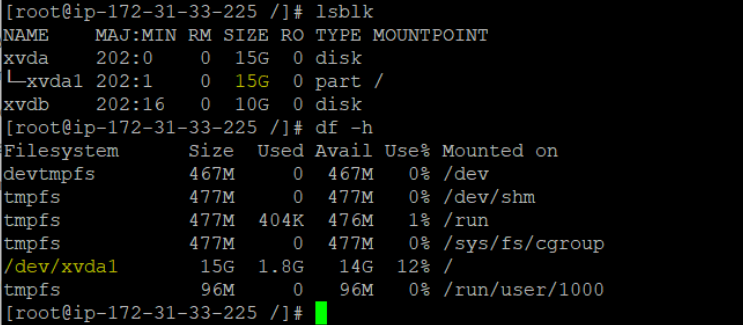 [root@ip-172-31-33-225 /]# lsblk
NAME    MAJ:MIN RM SIZE RO TYPE MOUNTPOINT
xvda    202:0    0  15G  0 disk
└─xvda1 202:1    0  15G  0 part /
xvdb    202:16   0  10G  0 disk
[root@ip-172-31-33-225 /]# df -h
Filesystem      Size  Used Avail Use% Mounted on
devtmpfs        467M     0  467M   0% /dev
tmpfs           477M     0  477M   0% /dev/shm
tmpfs           477M  404K  476M   1% /run
tmpfs           477M     0  477M   0% /sys/fs/cgroup
/dev/xvda1       15G  1.8G   14G  12% /
tmpfs            96M     0   96M   0% /run/user/1000
[root@ip-172-31-33-225 /]#